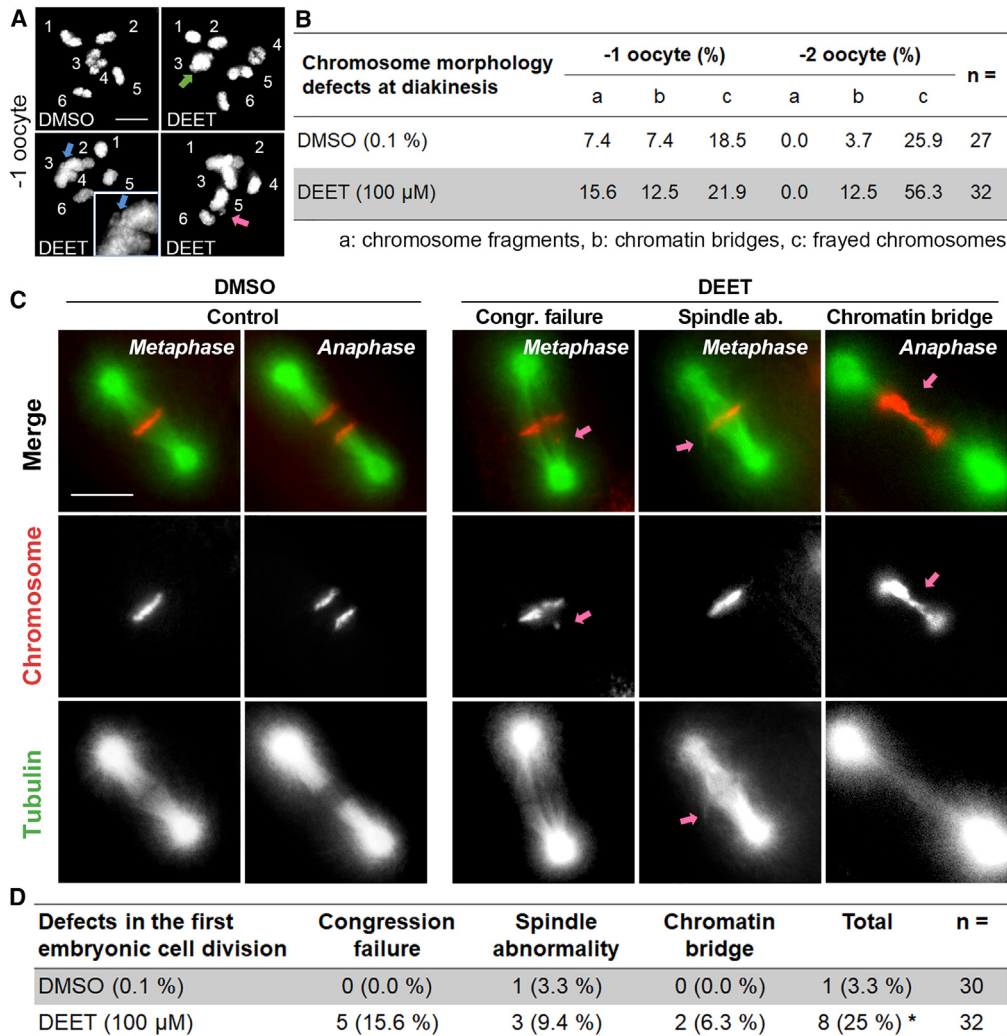 A
-1 oocyte
1 2 3 4 5 6
DMSO
1 2 3 4 5 6
DEET
1 2 3 4 5 6
DEET
1 2 3 4 5 6
DEET
B
Chromosome morphology defects at diakinesis -1 oocyte (%) -2 oocyte (%) n =
a b c a b c
DMSO (0.1 %) 7.4 7.4 18.5 0.0 3.7 25.9 27
DEET (100 µM) 15.6 12.5 21.9 0.0 12.5 56.3 32
a: chromosome fragments, b: chromatin bridges, c: frayed chromosomes
C
DMSO DEET
Control Congr. failure Spindle ab. Chromatin bridge
Metaphase Anaphase Metaphase Metaphase Anaphase
Merge
Chromosome
Tubulin
D
Defects in the first embryonic cell division Congression failure Spindle abnormality Chromatin bridge Total n =
DMSO (0.1 %) 0 (0.0 %) 1 (3.3 %) 0 (0.0 %) 1 (3.3 %) 30
DEET (100 µM) 5 (15.6 %) 3 (9.4 %) 2 (6.3 %) 8 (25 %) * 32